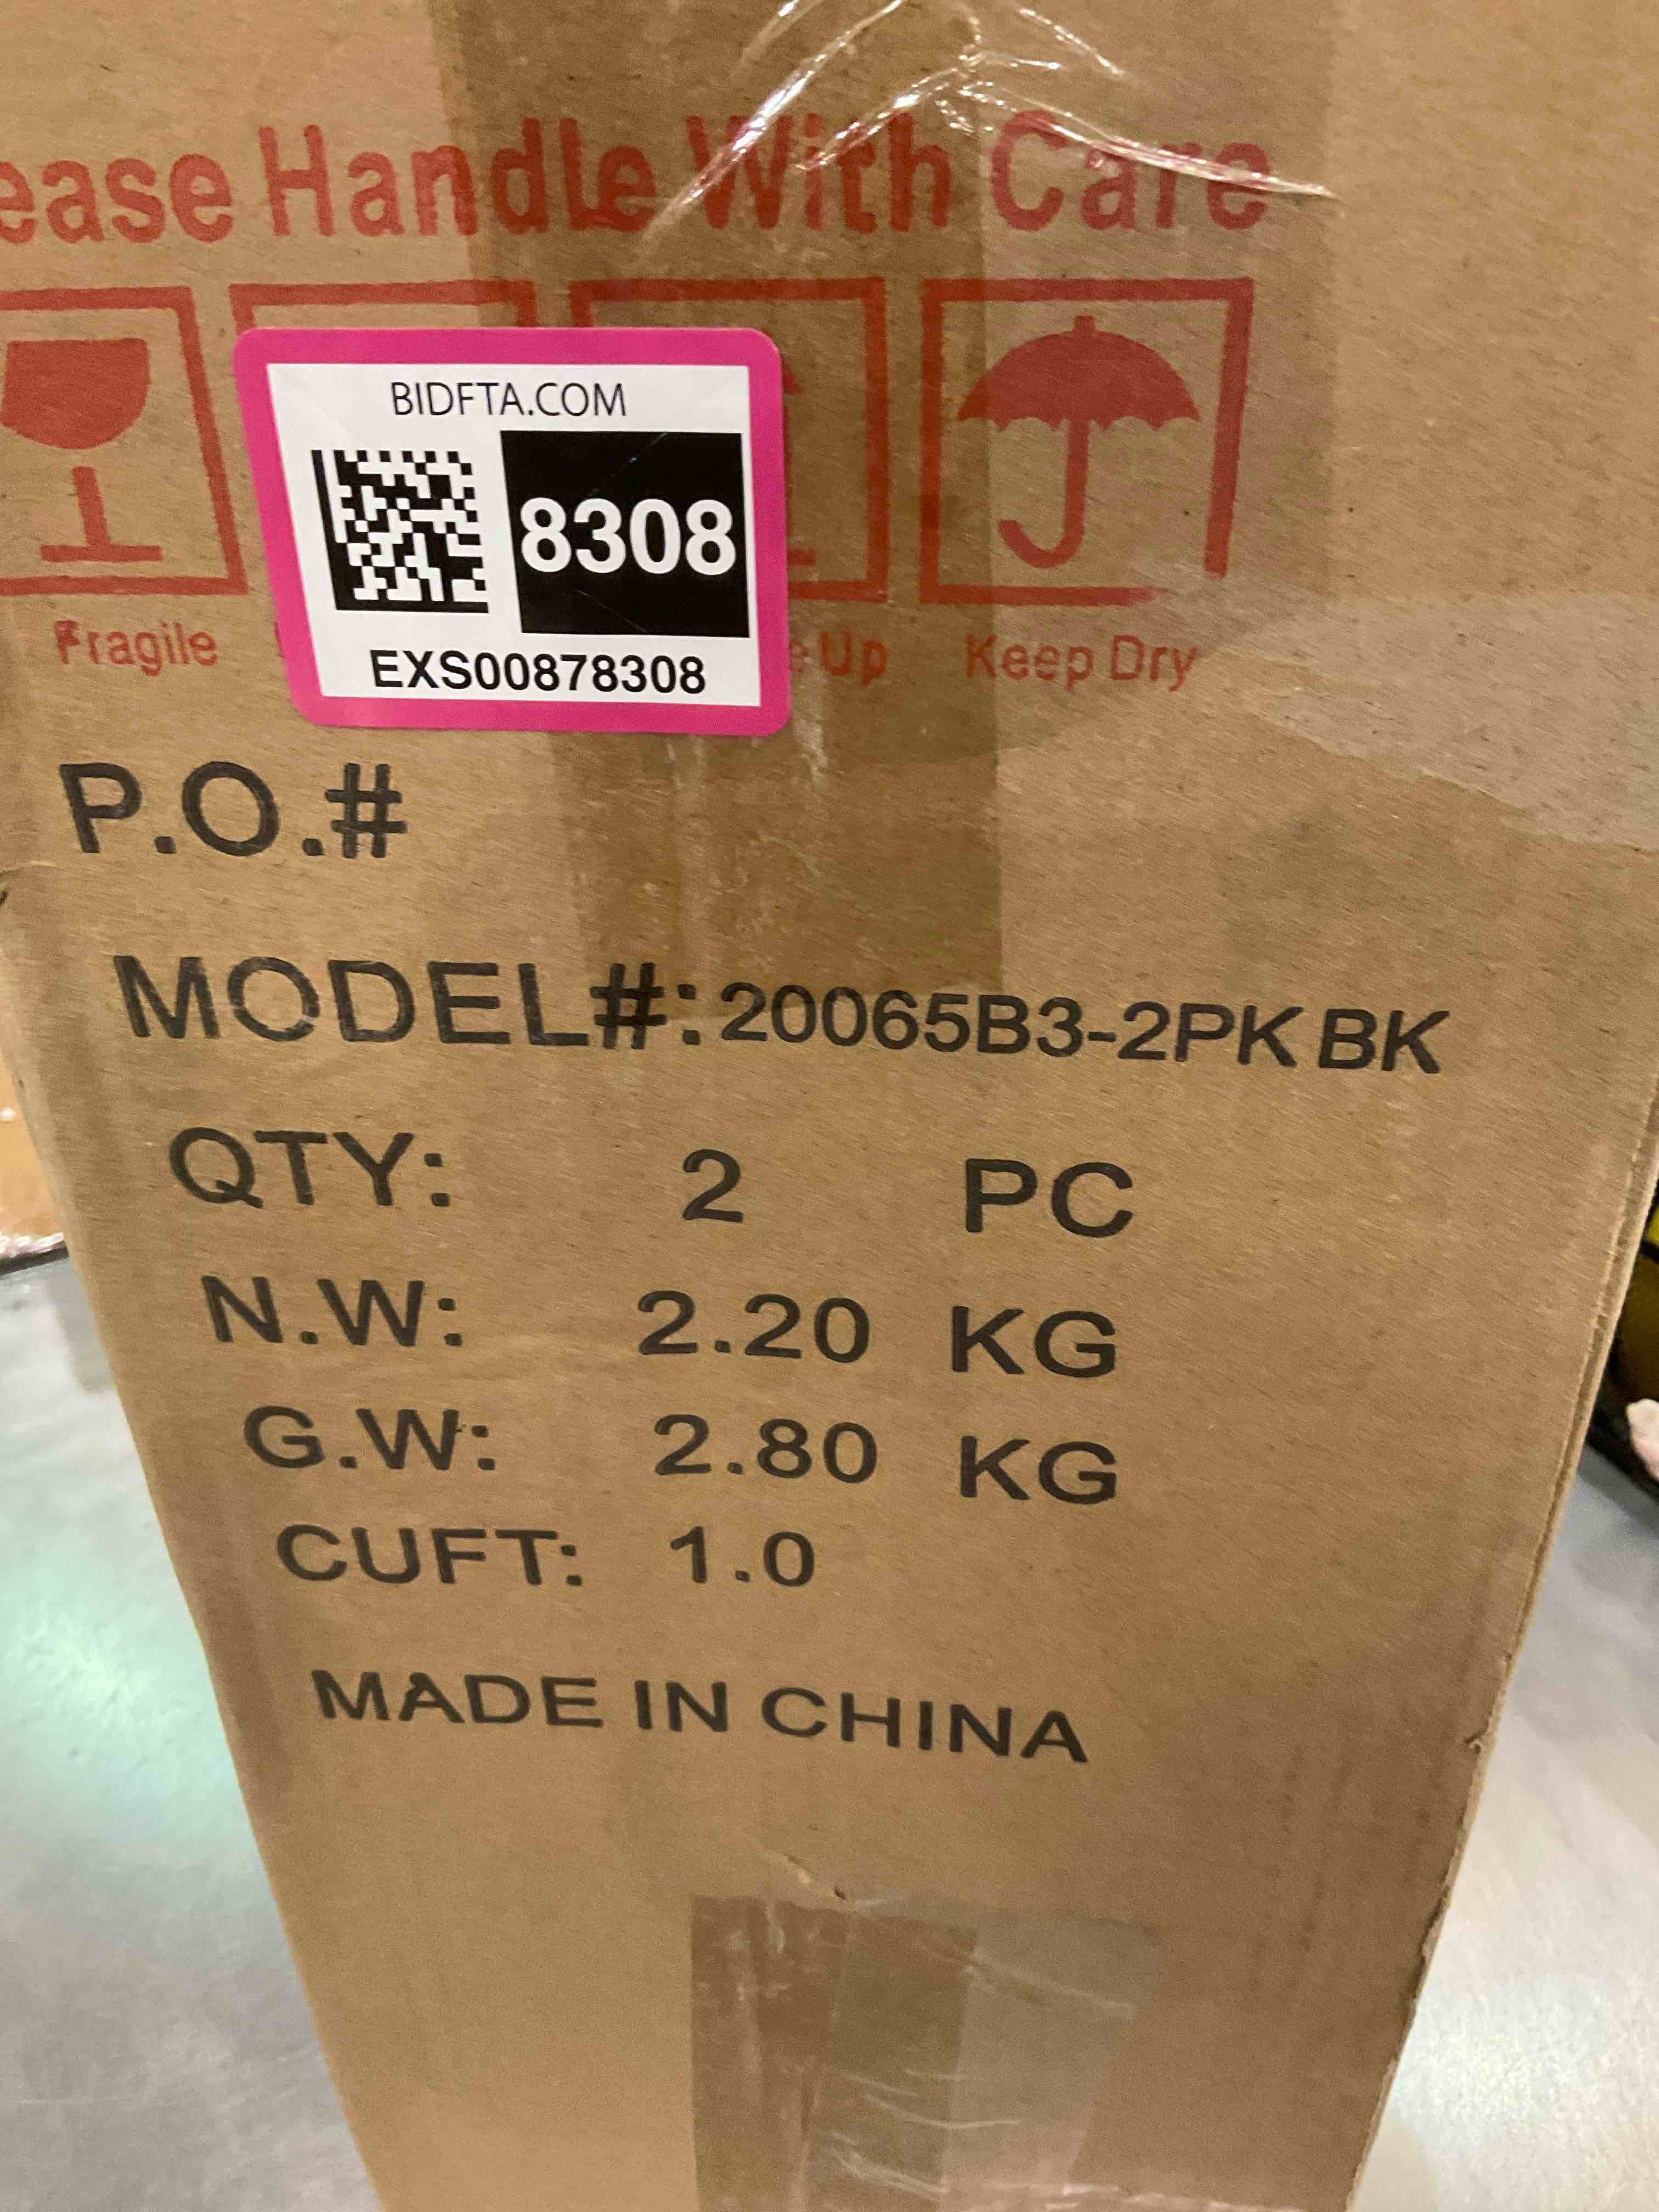 ease Handle With Care
BIDFTA.COM
8308
EXS00878308
Fragile
Up
Keep Dry
P.O.#
MODEL#:20065B3-2PK BK
QTY: 2 PC
N.W: 2.20 KG
G.W: 2.80 KG
CUFT: 1.0
MADE IN CHINA